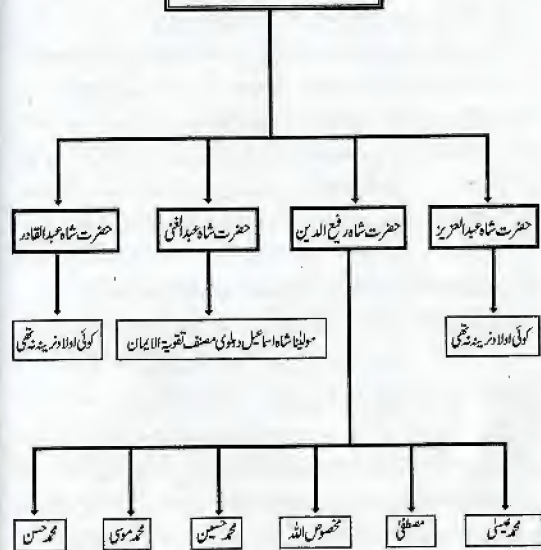 حضرت شاہ عبدالعزیز
حضرت شاہ رفیع الدین
حضرت شاہ عبدالغنی
حضرت شاہ عبدالقادر
کوئی اولاد نرینہ نہ تھی
مولیٰنا شاہ اسماعیل دہلوی مصنف تقویۃ الایمان
کوئی اولاد نرینہ نہ تھی
محمد عیسیٰ
مصطفیٰ
مخصوص اللہ
محمد حسین
محمد موسیٰ
محمد حسن